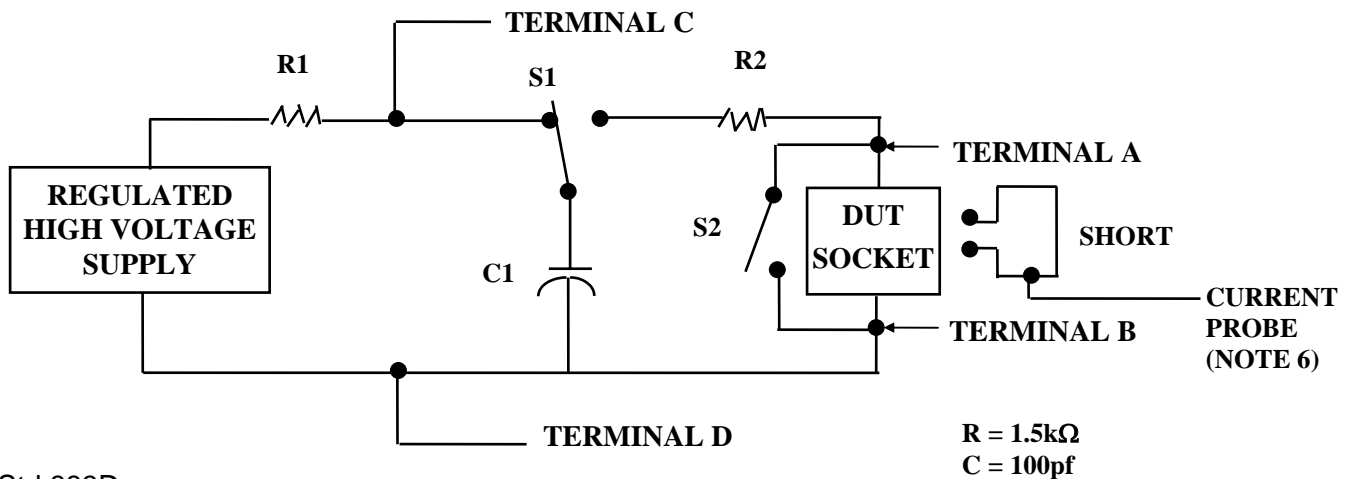 TERMINAL C
R1
S1
R2
TERMINAL A
REGULATED
HIGH VOLTAGE
SUPPLY
C1
S2
DUT
SOCKET
SHORT
CURRENT
PROBE
(NOTE 6)
TERMINAL B
TERMINAL D
R = 1.5kΩ
C = 100pf